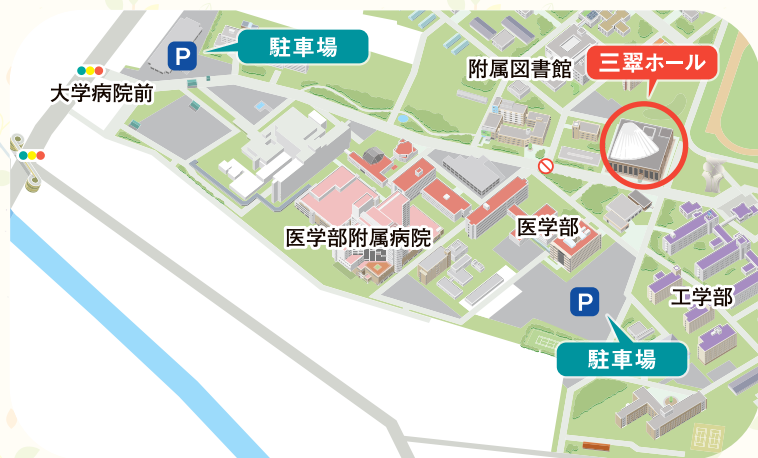 P
駐車場
大学病院前
附属図書館
三翠ホール
医学部附属病院
医学部
P
工学部
駐車場